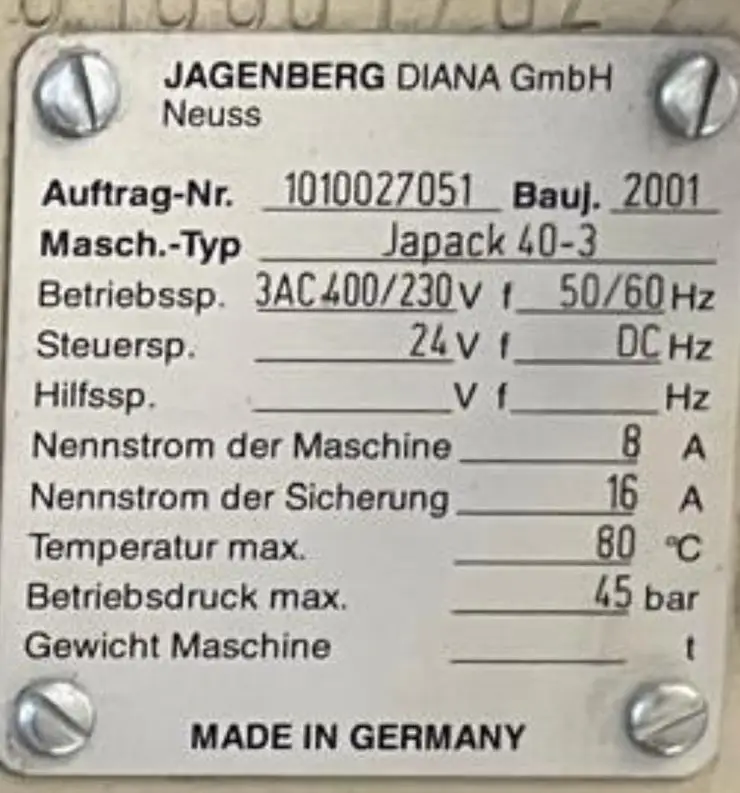 JAGENBERG DIANA GmbH
Neuss
Auftrag-Nr. 1010027051 Bauj. 2001
Masch.-Typ Japack 40-3
Betriebssp. 3AC400/230 V f 50/60 Hz
Steuersp. 24 V f DC Hz
Hilfssp. V f Hz
Nennstrom der Maschine 8 A
Nennstrom der Sicherung 16 A
Temperatur max. 80 °C
Betriebsdruck max. 45 bar
Gewicht Maschine t
MADE IN GERMANY